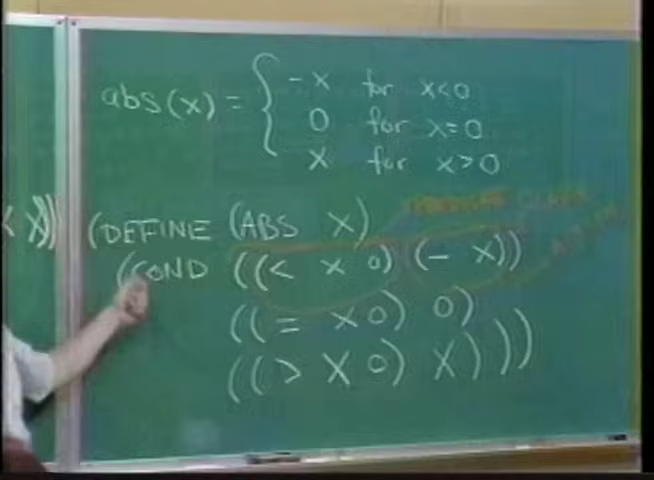 abs(x) = { -x for x<0
0 for x=0
x for x>0
X)))
(DEFINE (ABS X)
(COND ((< x 0) (- X))
((= x 0) 0)
((> X 0) X)))